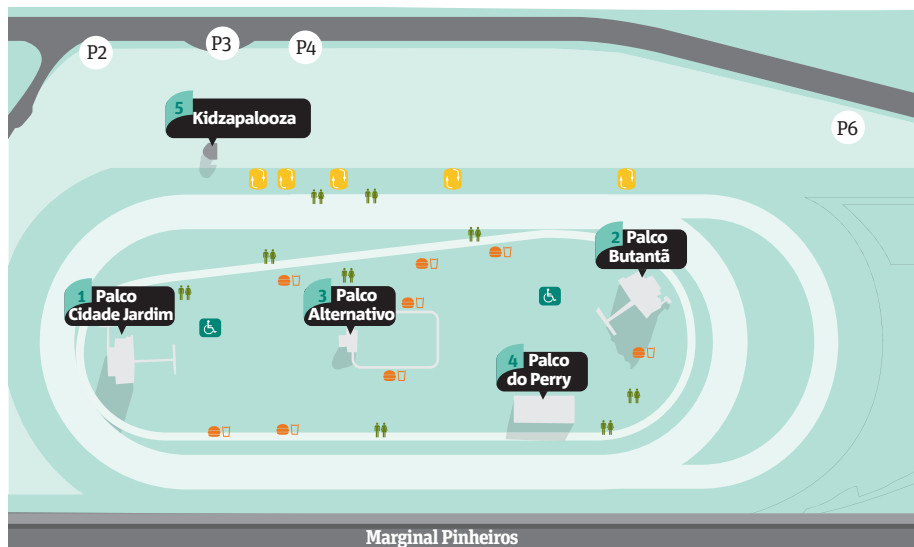 P2
P3
P4
P6
5
Kidzapalooza
2 Palco
Butantã
1 Palco
Cidade Jardim
3 Palco
Alternativo
4 Palco
do Perry
Marginal Pinheiros